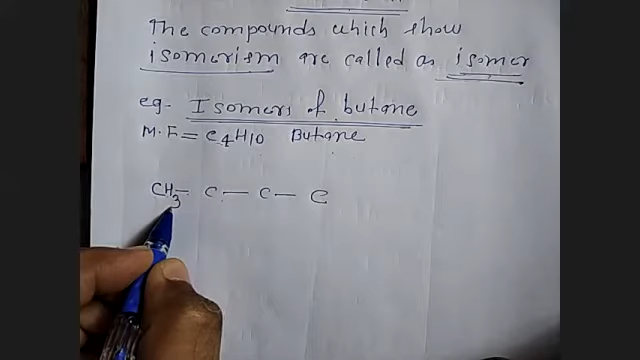 The compounds which show
isomerism are called as isomer
eg- Isomers of butane
M.F = C4H10 Butane
CH3- C - C - C